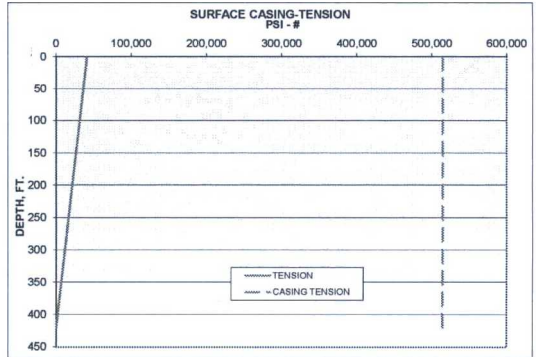 SURFACE CASING-TENSION
PSI - #
0 100,000 200,000 300,000 400,000 500,000 600,000
0
50
100
150
200
250
300
350
400
450
DEPTH, FT.
TENSION
CASING TENSION